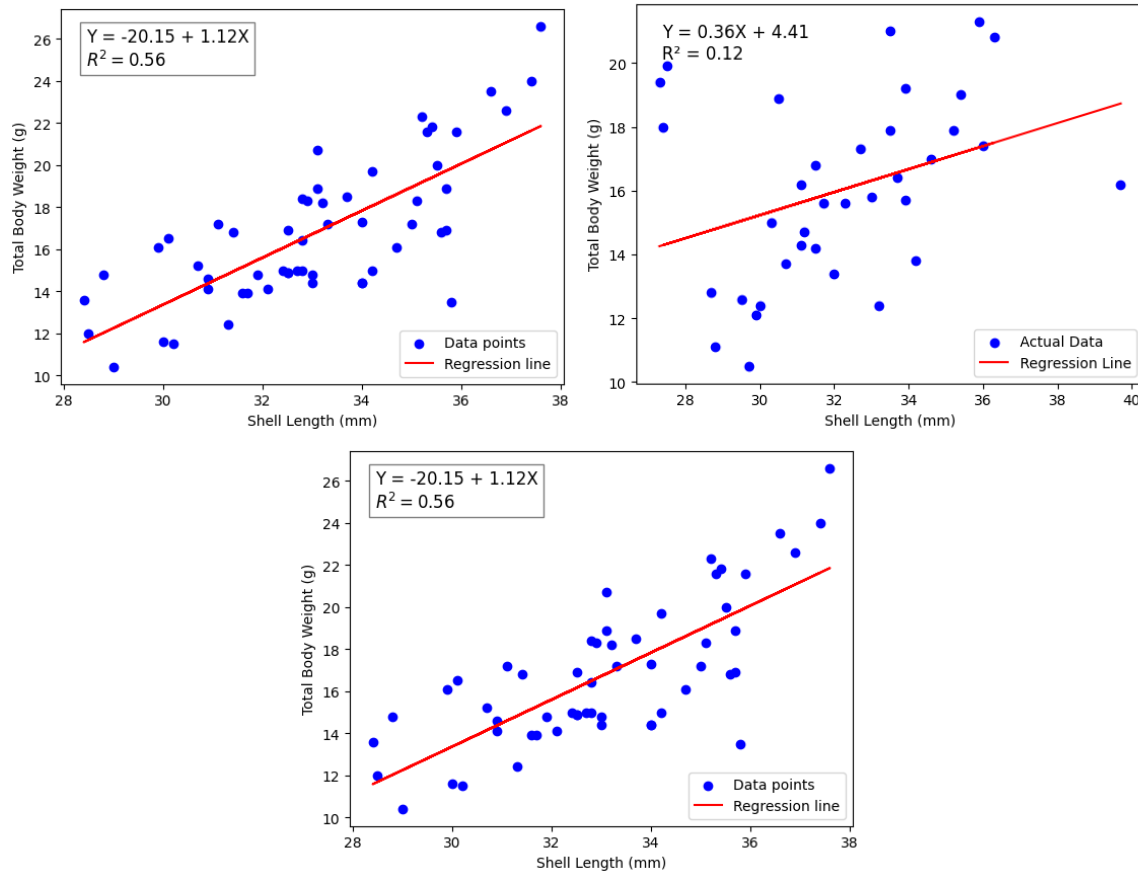 Y = -20.15 + 1.12X
R² = 0.56
26
24
22
20
18
16
14
12
10
Total Body Weight (g)
Data points
Regression line
28 30 32 34 36 38
Shell Length (mm)
Y = 0.36X + 4.41
R² = 0.12
20
18
16
14
12
10
Total Body Weight (g)
Actual Data
Regression Line
28 30 32 34 36 38 40
Shell Length (mm)
Y = -20.15 + 1.12X
R² = 0.56
26
24
22
20
18
16
14
12
10
Total Body Weight (g)
Data points
Regression line
28 30 32 34 36 38
Shell Length (mm)